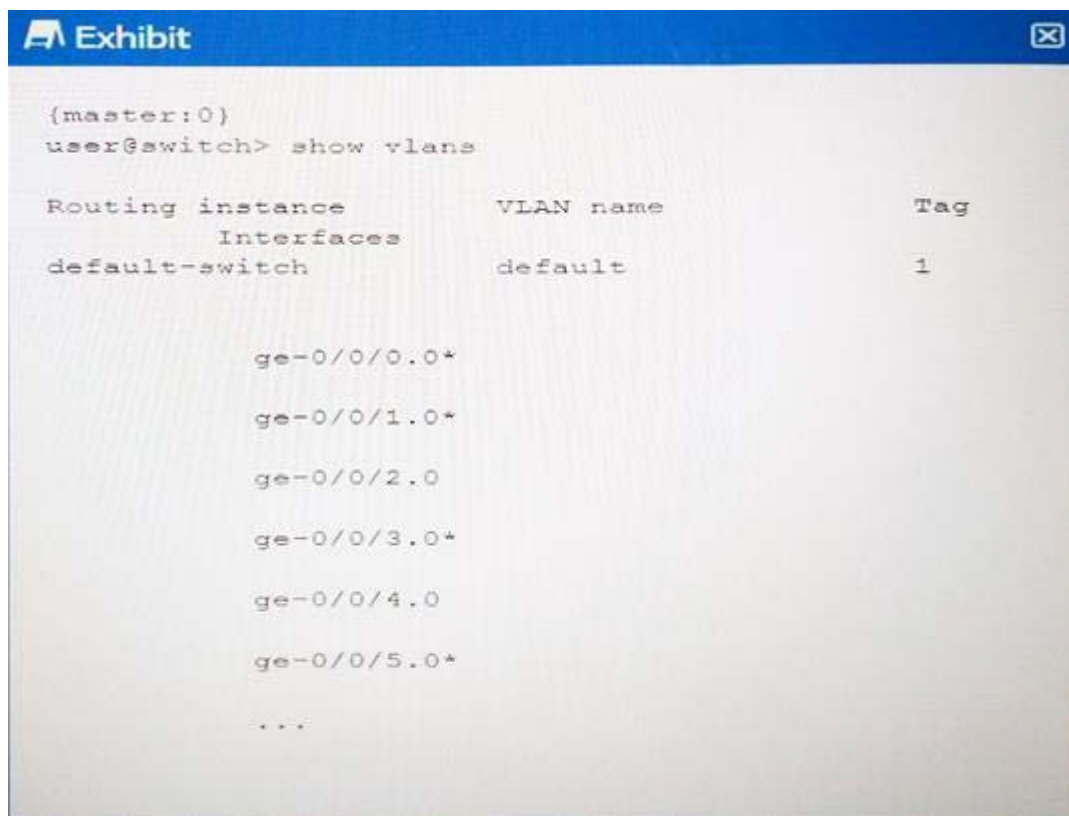 Exhibit
{master:0}
user@switch> show vlans
Routing instance VLAN name Tag
Interfaces
default-switch default 1
ge-0/0/0.0*
ge-0/0/1.0*
ge-0/0/2.0
ge-0/0/3.0*
ge-0/0/4.0
ge-0/0/5.0*
...